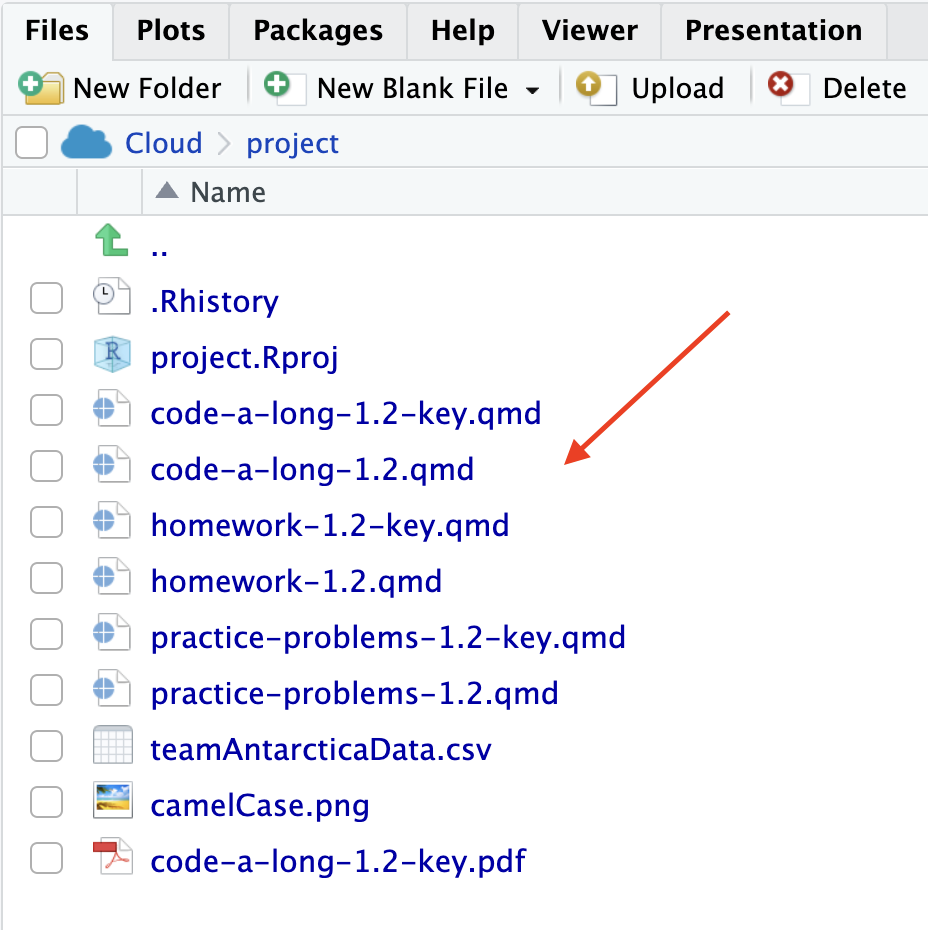 Files Plots Packages Help Viewer Presentation
New Folder New Blank File Upload Delete
Cloud project
Name
..
.Rhistory
R project.Rproj
code-a-long-1.2-key.qmd
code-a-long-1.2.qmd
homework-1.2-key.qmd
homework-1.2.qmd
practice-problems-1.2-key.qmd
practice-problems-1.2.qmd
teamAntarcticaData.csv
camelCase.png
code-a-long-1.2-key.pdf